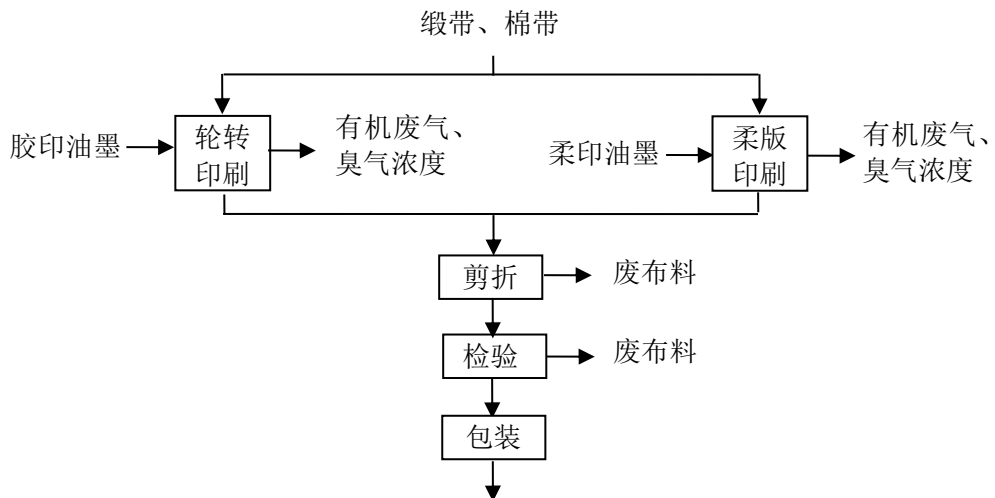 缎带、棉带
胶印油墨
轮转
印刷
有机废气、
臭气浓度
柔印油墨
柔版
印刷
有机废气、
臭气浓度
剪折
废布料
检验
废布料
包装